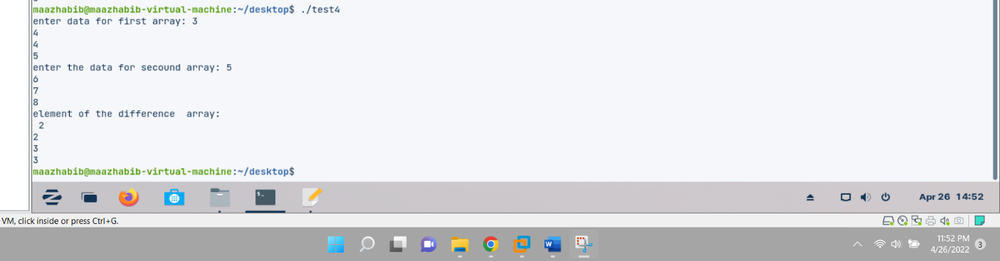 maazhabib@maazhabib-virtual-machine:~/desktop$ ./test4
enter data for first array: 3
4
4
5
enter the data for secound array: 5
6
7
8
element of the difference  array:
 2
2
3
3
maazhabib@maazhabib-virtual-machine:~/desktop$
Apr 26 14:52
VM, click inside or press Ctrl+G.
11:52 PM
4/26/2022
3